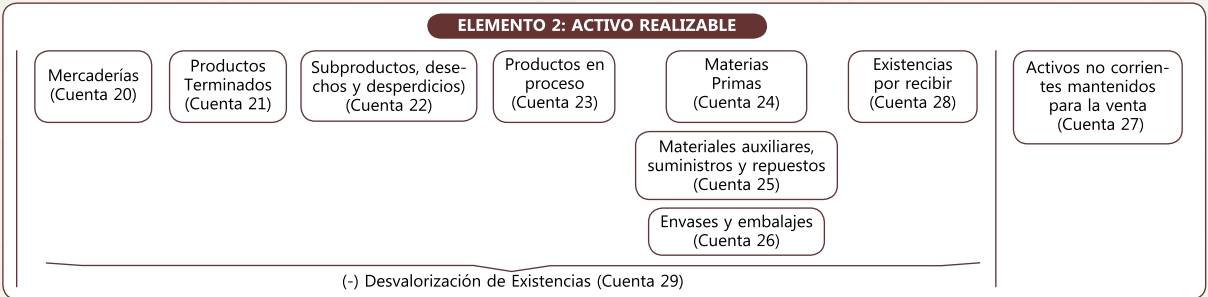 ELEMENTO 2: ACTIVO REALIZABLE
Mercaderías
(Cuenta 20)
Productos
Terminados
(Cuenta 21)
Subproductos, dese-
chos y desperdicios)
(Cuenta 22)
Productos en
proceso
(Cuenta 23)
Materias
Primas
(Cuenta 24)
Materiales auxiliares,
suministros y repuestos
(Cuenta 25)
Envases y embalajes
(Cuenta 26)
Existencias
por recibir
(Cuenta 28)
Activos no corrien-
tes mantenidos
para la venta
(Cuenta 27)
(-) Desvalorización de Existencias (Cuenta 29)